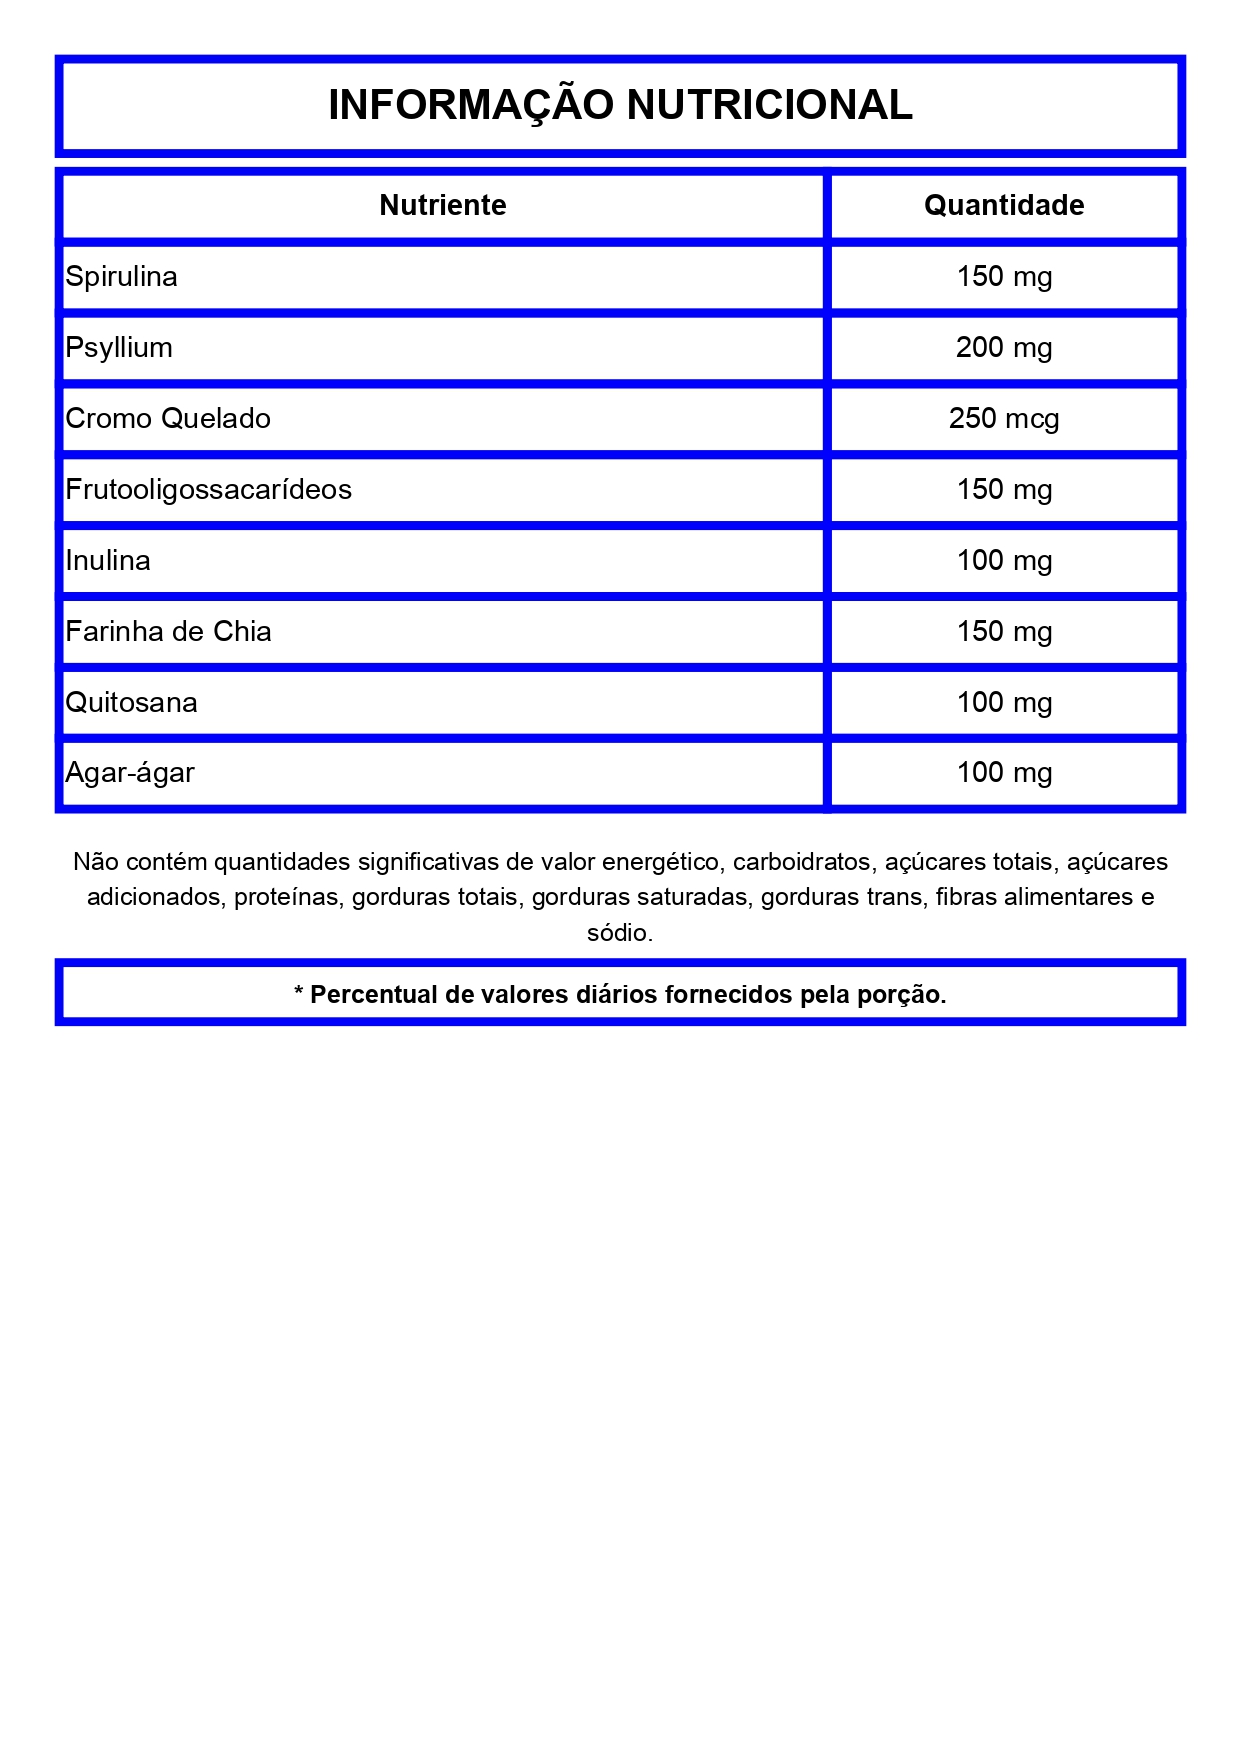 INFORMAÇÃO NUTRICIONAL
Nutriente Quantidade
Spirulina 150 mg
Psyllium 200 mg
Cromo Quelado 250 mcg
Frutooligossacarídeos 150 mg
Inulina 100 mg
Farinha de Chia 150 mg
Quitosana 100 mg
Agar-ágar 100 mg
Não contém quantidades significativas de valor energético, carboidratos, açúcares totais, açúcares
adicionados, proteínas, gorduras totais, gorduras saturadas, gorduras trans, fibras alimentares e
sódio.
* Percentual de valores diários fornecidos pela porção.